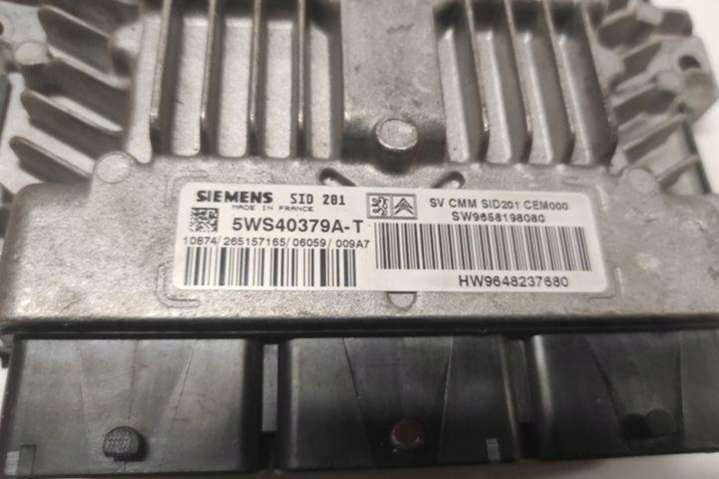 SIEMENS SID 201
MADE IN FRANCE
5WS40379A-T
10874/265157165/06059/009A7
SV CMM SID201 CEM000
SW9658198080
HW9648237680